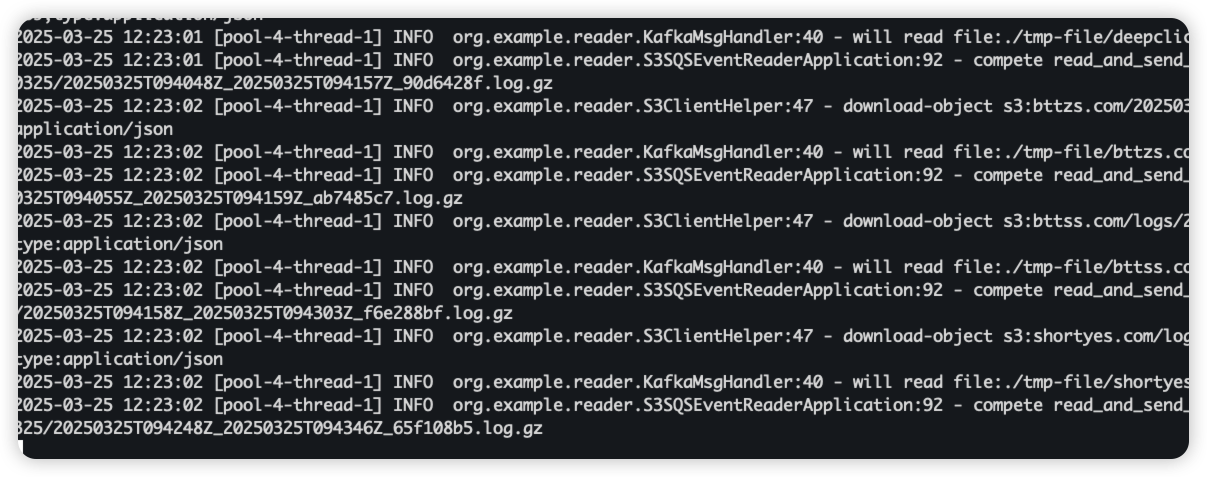 2025-03-25 12:23:01 [pool-4-thread-1] INFO  org.example.reader.KafkaMsgHandler:40 - will read file:./tmp-file/deepclic
2025-03-25 12:23:01 [pool-4-thread-1] INFO  org.example.reader.S3SQSEventReaderApplication:92 - compete read_and_send_
0325/20250325T094048Z_20250325T094157Z_90d6428f.log.gz
2025-03-25 12:23:02 [pool-4-thread-1] INFO  org.example.reader.S3ClientHelper:47 - download-object s3:bttzs.com/202503
application/json
2025-03-25 12:23:02 [pool-4-thread-1] INFO  org.example.reader.KafkaMsgHandler:40 - will read file:./tmp-file/bttzs.co
2025-03-25 12:23:02 [pool-4-thread-1] INFO  org.example.reader.S3SQSEventReaderApplication:92 - compete read_and_send_
0325T094055Z_20250325T094159Z_ab7485c7.log.gz
2025-03-25 12:23:02 [pool-4-thread-1] INFO  org.example.reader.S3ClientHelper:47 - download-object s3:bttss.com/logs/2
type:application/json
2025-03-25 12:23:02 [pool-4-thread-1] INFO  org.example.reader.KafkaMsgHandler:40 - will read file:./tmp-file/bttss.co
2025-03-25 12:23:02 [pool-4-thread-1] INFO  org.example.reader.S3SQSEventReaderApplication:92 - compete read_and_send_
/20250325T094158Z_20250325T094303Z_f6e288bf.log.gz
2025-03-25 12:23:02 [pool-4-thread-1] INFO  org.example.reader.S3ClientHelper:47 - download-object s3:shortyes.com/log
type:application/json
2025-03-25 12:23:02 [pool-4-thread-1] INFO  org.example.reader.KafkaMsgHandler:40 - will read file:./tmp-file/shortyes
2025-03-25 12:23:02 [pool-4-thread-1] INFO  org.example.reader.S3SQSEventReaderApplication:92 - compete read_and_send_
325/20250325T094248Z_20250325T094346Z_65f108b5.log.gz